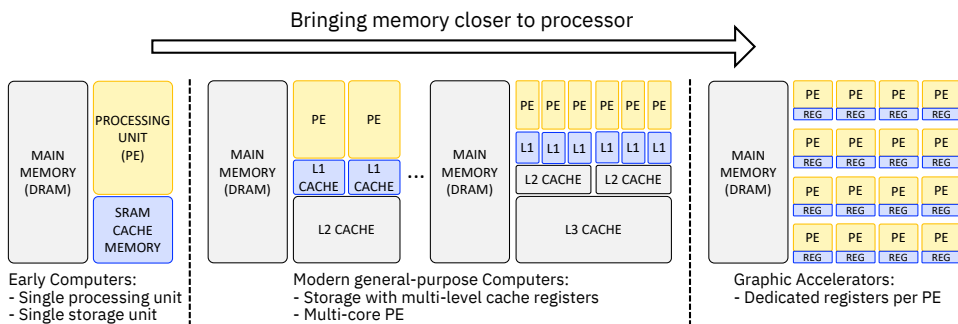 Bringing memory closer to processor
MAIN
MEMORY
(DRAM)
PROCESSING
UNIT
(PE)
SRAM
CACHE
MEMORY
Early Computers:
- Single processing unit
- Single storage unit
MAIN
MEMORY
(DRAM)
PE PE
L1
CACHE
L1
CACHE
L2 CACHE
...
MAIN
MEMORY
(DRAM)
PE PE PE PE PE PE
L1 L1 L1 L1 L1 L1
L2 CACHE L2 CACHE
L3 CACHE
Modern general-purpose Computers:
- Storage with multi-level cache registers
- Multi-core PE
MAIN
MEMORY
(DRAM)
PE PE PE PE
REG REG REG REG
PE PE PE PE
REG REG REG REG
PE PE PE PE
REG REG REG REG
PE PE PE PE
REG REG REG REG
Graphic Accelerators:
- Dedicated registers per PE